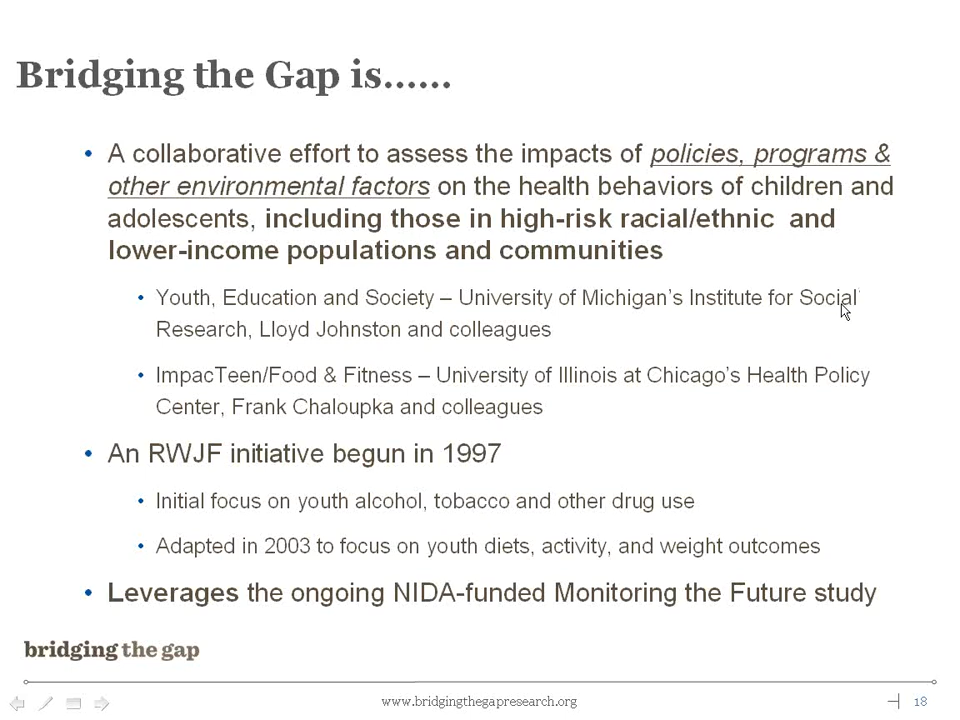 Bridging the Gap is......
• A collaborative effort to assess the impacts of policies, programs &
other environmental factors on the health behaviors of children and
adolescents, including those in high-risk racial/ethnic and
lower-income populations and communities
• Youth, Education and Society – University of Michigan's Institute for Social
Research, Lloyd Johnston and colleagues
• ImpacTeen/Food & Fitness – University of Illinois at Chicago's Health Policy
Center, Frank Chaloupka and colleagues
• An RWJF initiative begun in 1997
• Initial focus on youth alcohol, tobacco and other drug use
• Adapted in 2003 to focus on youth diets, activity, and weight outcomes
• Leverages the ongoing NIDA-funded Monitoring the Future study
bridging the gap
www.bridgingthegapresearch.org
18